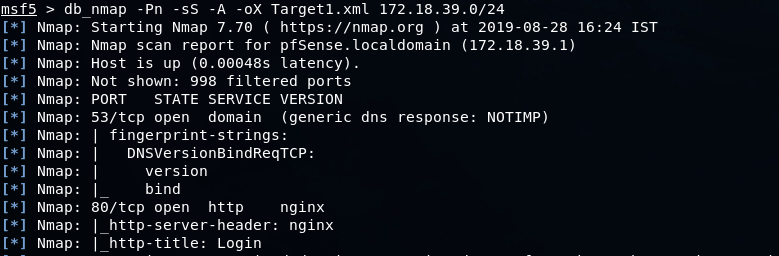 msf5 > db_nmap -Pn -sS -A -oX Target1.xml 172.18.39.0/24
[*] Nmap: Starting Nmap 7.70 ( https://nmap.org ) at 2019-08-28 16:24 IST
[*] Nmap: Nmap scan report for pfSense.localdomain (172.18.39.1)
[*] Nmap: Host is up (0.00048s latency).
[*] Nmap: Not shown: 998 filtered ports
[*] Nmap: PORT   STATE SERVICE VERSION
[*] Nmap: 53/tcp open  domain  (generic dns response: NOTIMP)
[*] Nmap: | fingerprint-strings:
[*] Nmap: |   DNSVersionBindReqTCP:
[*] Nmap: |     version
[*] Nmap: |_    bind
[*] Nmap: 80/tcp open  http    nginx
[*] Nmap: |_http-server-header: nginx
[*] Nmap: |_http-title: Login